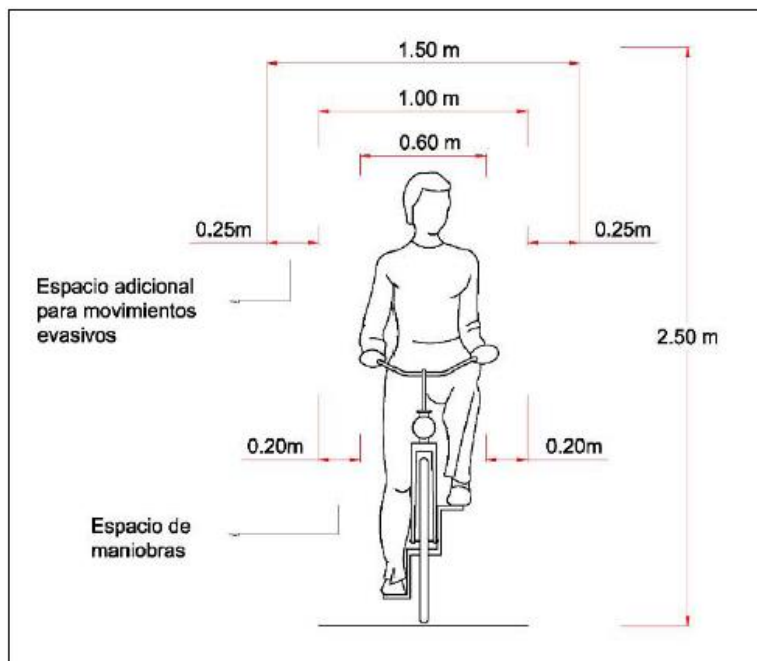 1.50 m
1.00 m
0.60 m
0.25m
0.25m
Espacio adicional
para movimientos
evasivos
2.50 m
0.20m
0.20m
Espacio de
maniobras